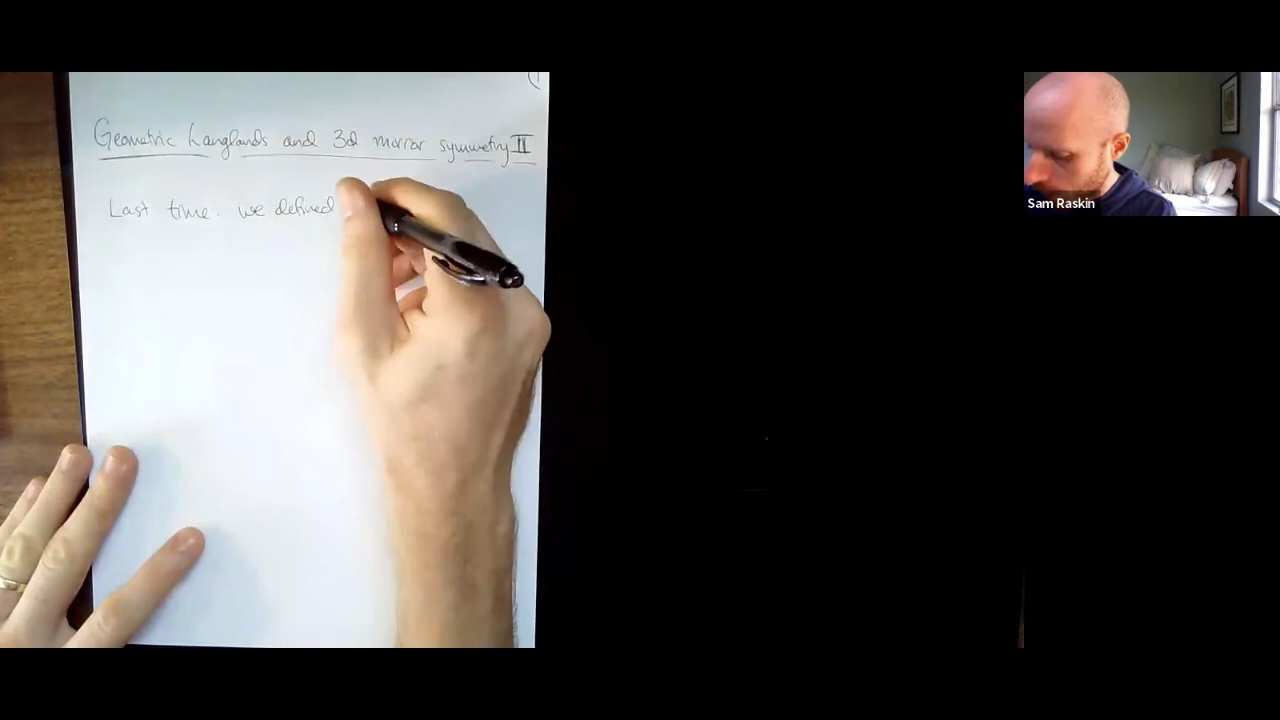 Geometric Langlands and 3d mirror symmetry II
Last time. we defined
Sam Raskin